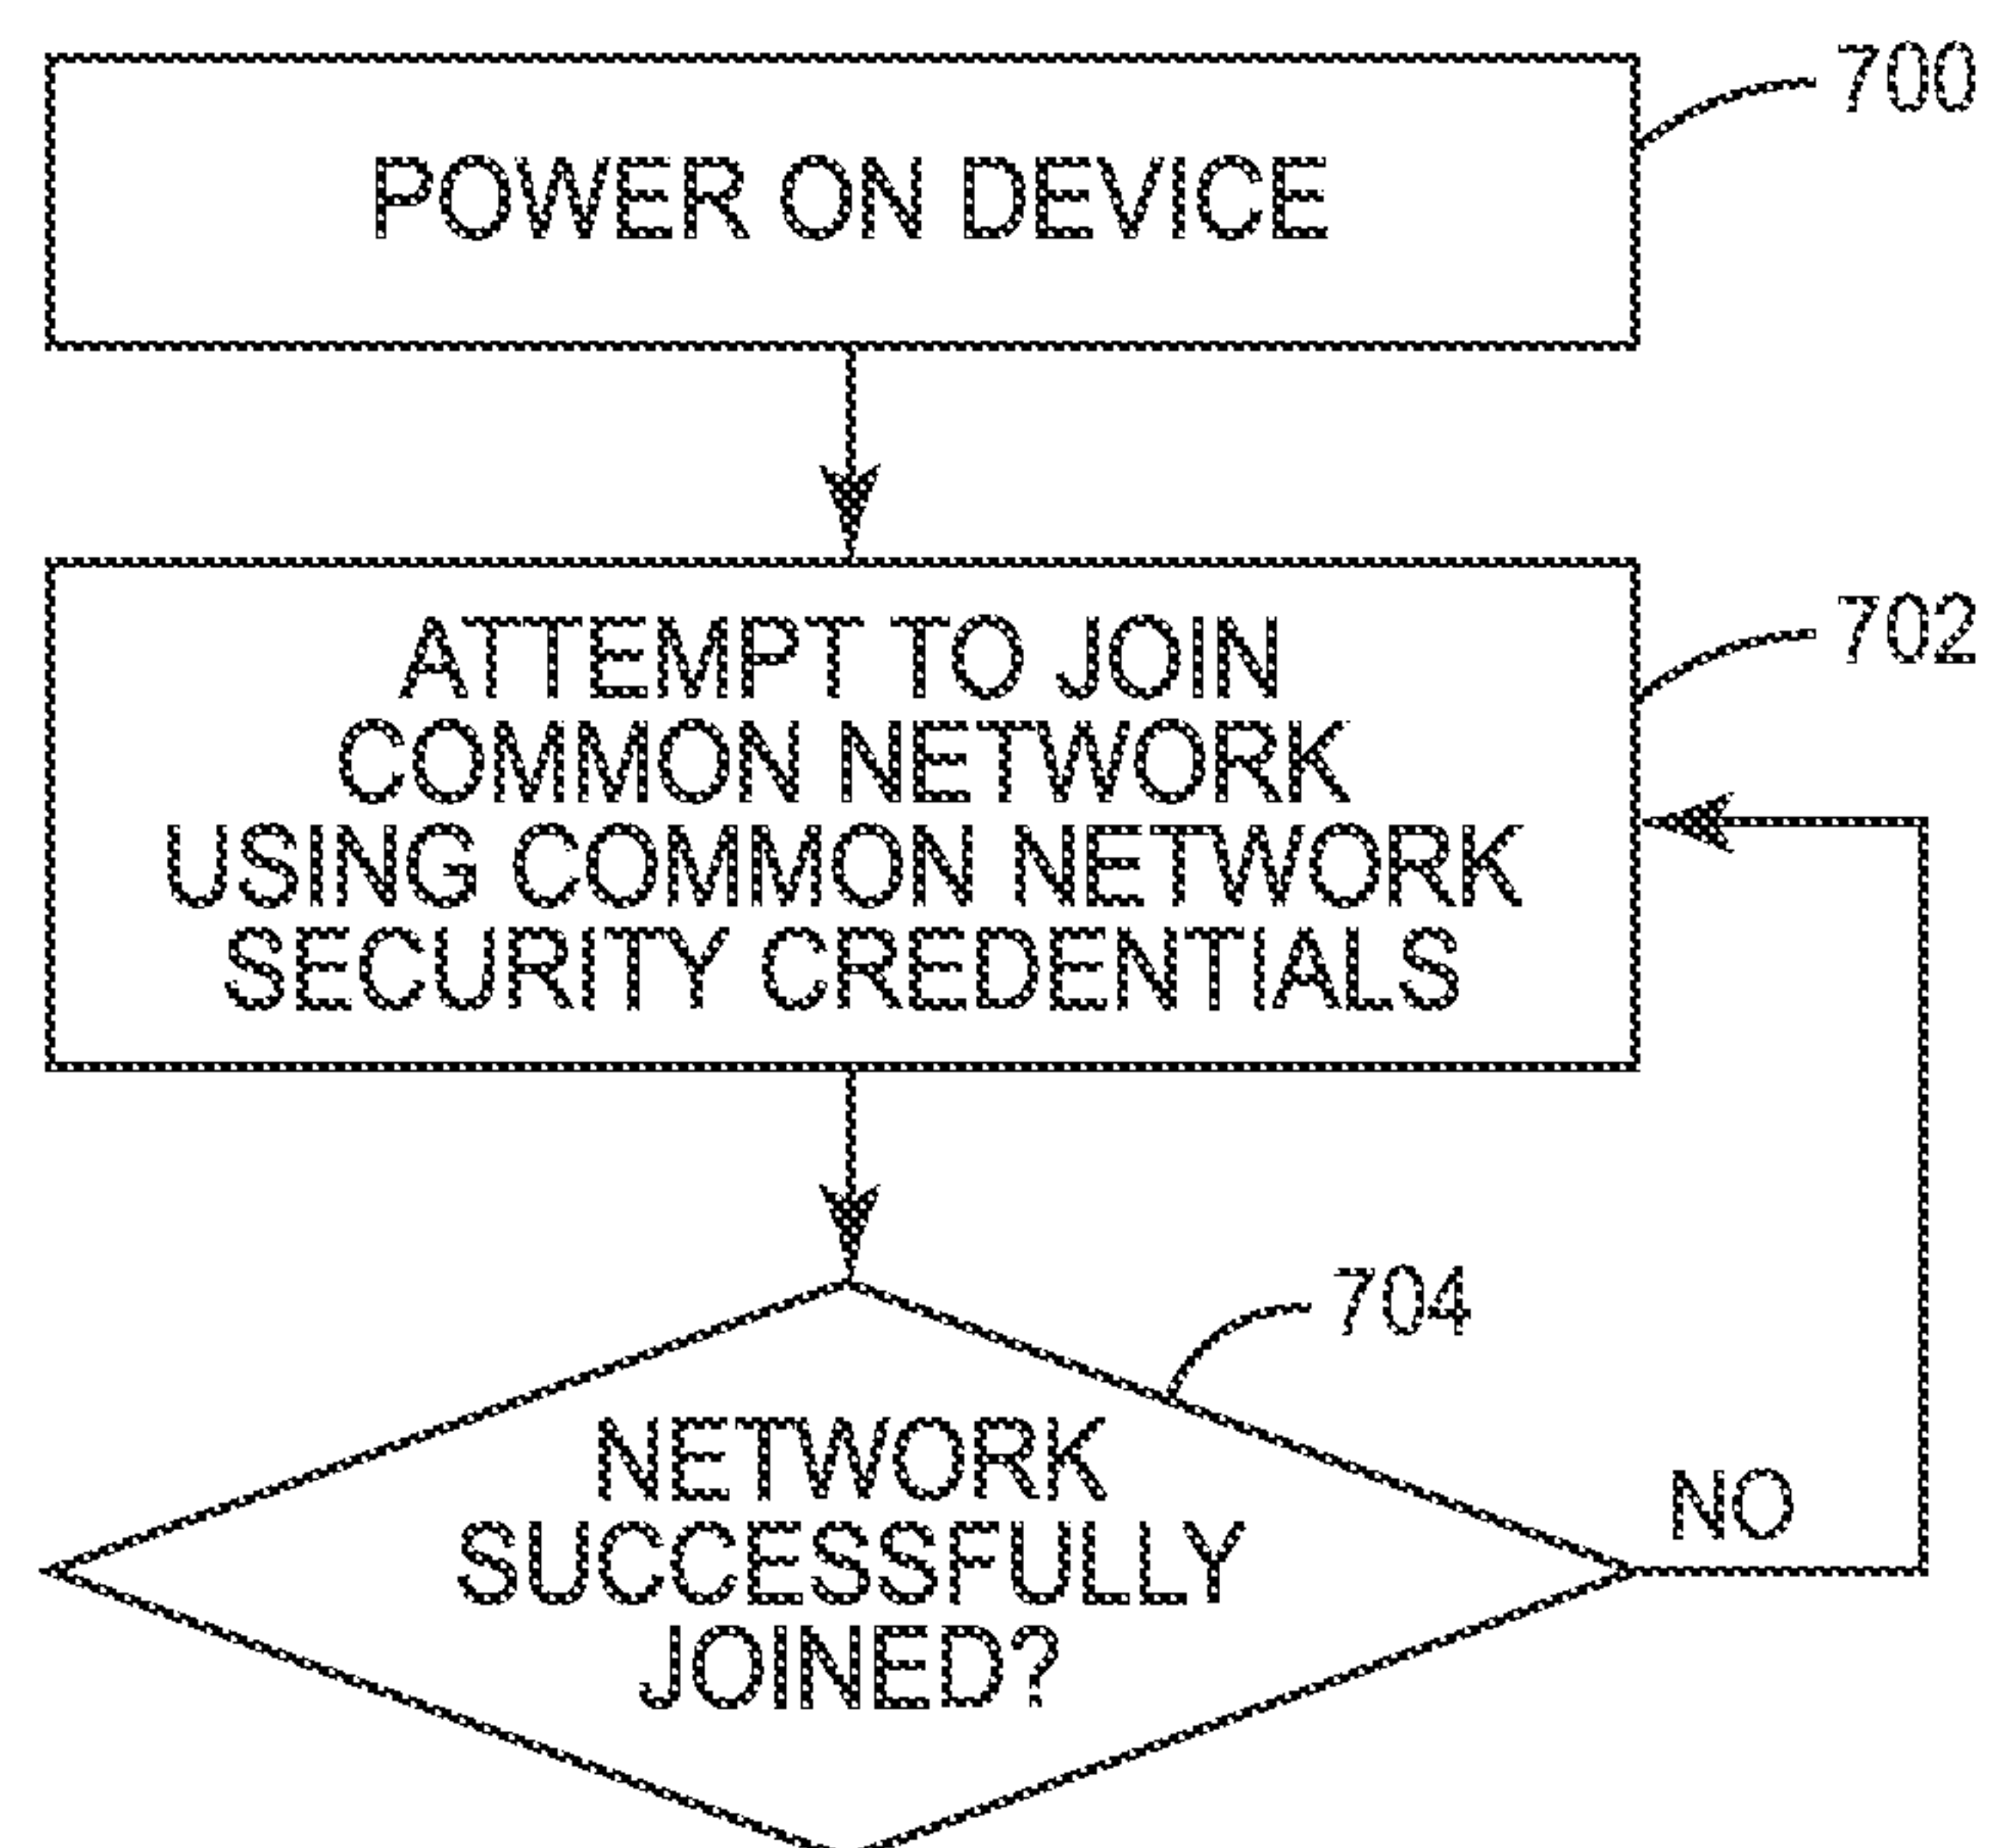 700
POWER ON DEVICE
702
ATTEMPT TO JOIN
COMMON NETWORK
USING COMMON NETWORK
SECURITY CREDENTIALS
704
NETWORK
SUCCESSFULLY
JOINED?
NO